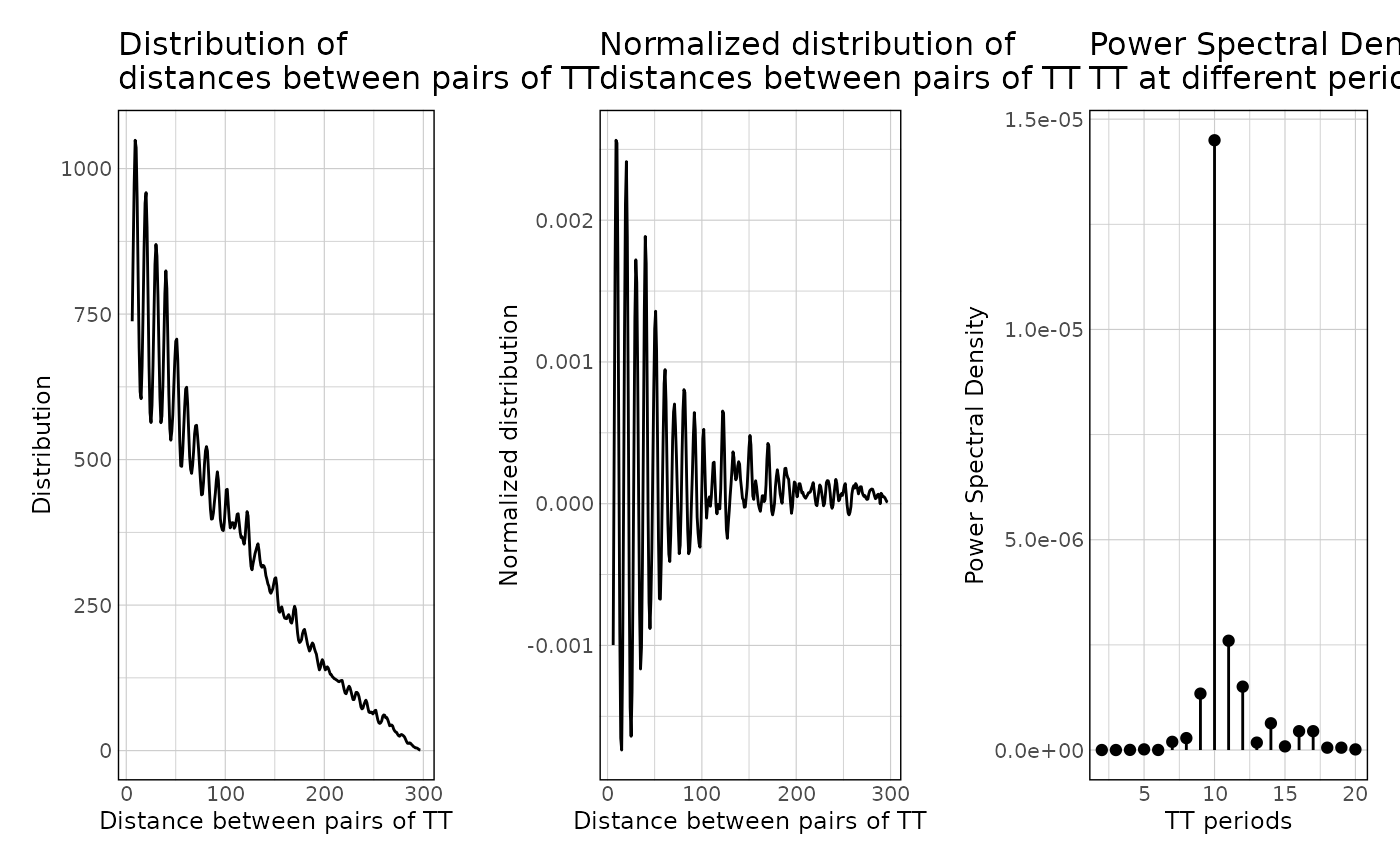 Distribution of
distances between pairs of TT
Distribution
1000
750
500
250
0
0 100 200 300
Distance between pairs of TT
Normalized distribution of
distances between pairs of TT
Normalized distribution
0.002
0.001
0.000
-0.001
0 100 200 300
Distance between pairs of TT
Power Spectral Den
TT at different perio
Power Spectral Density
1.5e-05
1.0e-05
5.0e-06
0.0e+00
5 10 15 20
TT periods